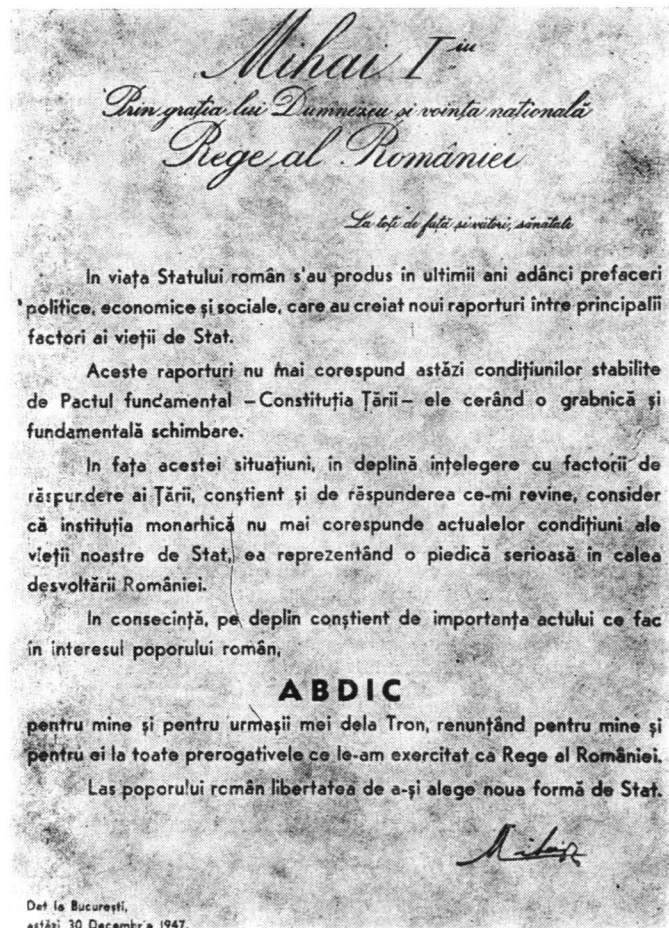 Mihai I iu
Prin grația lui Dumnezeu și voința națională
Rege al României
La toți de față și viitori, sănătate
In viața Statului român s'au produs in ultimii ani adânci prefaceri
politice, economice și sociale, care au creiat noui raporturi între principalii
factori ai vieții de Stat.
Aceste raporturi nu mai corespund astăzi condițiunilor stabilite
de Pactul fundamental –Constituția Țării– ele cerând o grabnică și
fundamentală schimbare.
In fața acestei situațiuni, in deplină ințelegere cu factorii de
răspundere ai Țării, conștient și de răspunderea ce-mi revine, consider
că instituția monarhică nu mai corespunde actualelor condițiuni ale
vieții noastre de Stat, ea reprezentând o piedică serioasă in calea
desvoltării României.
In consecință, pe deplin conștient de importanța actului ce fac
in interesul poporului român,
ABDIC
pentru mine și pentru urmașii mei dela Tron, renunțând pentru mine și
pentru ei la toate prerogativele ce le-am exercitat ca Rege al României.
Las poporului român libertatea de a-și alege noua formă de Stat.
Mihai R
Dat la București,
astăzi 30 Decembrie 1947.